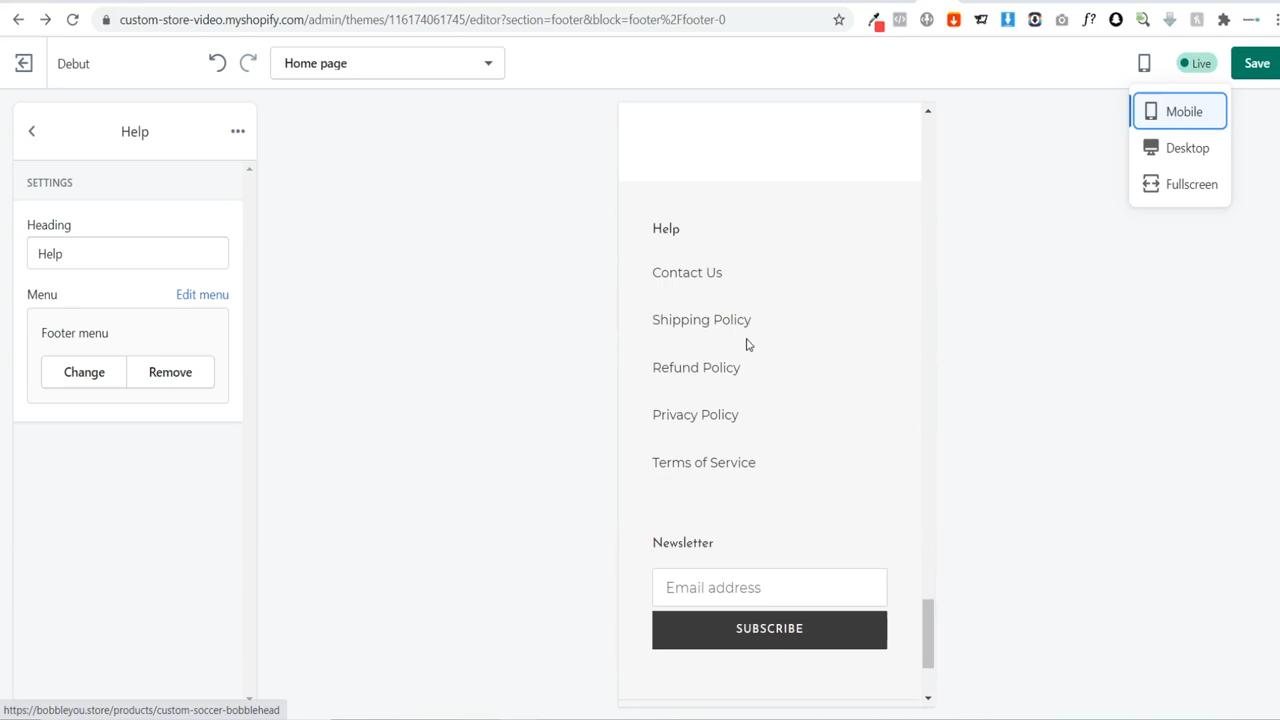 custom-store-video.myshopify.com/admin/themes/116174061745/editor?section=footer&block=footer%2Ffooter-0
Debut
Home page
Live
Save
Mobile
Desktop
Fullscreen
Help
SETTINGS
Heading
Help
Menu
Edit menu
Footer menu
Change
Remove
Help
Contact Us
Shipping Policy
Refund Policy
Privacy Policy
Terms of Service
Newsletter
Email address
SUBSCRIBE
https://bobbleyou.store/products/custom-soccer-bobblehead